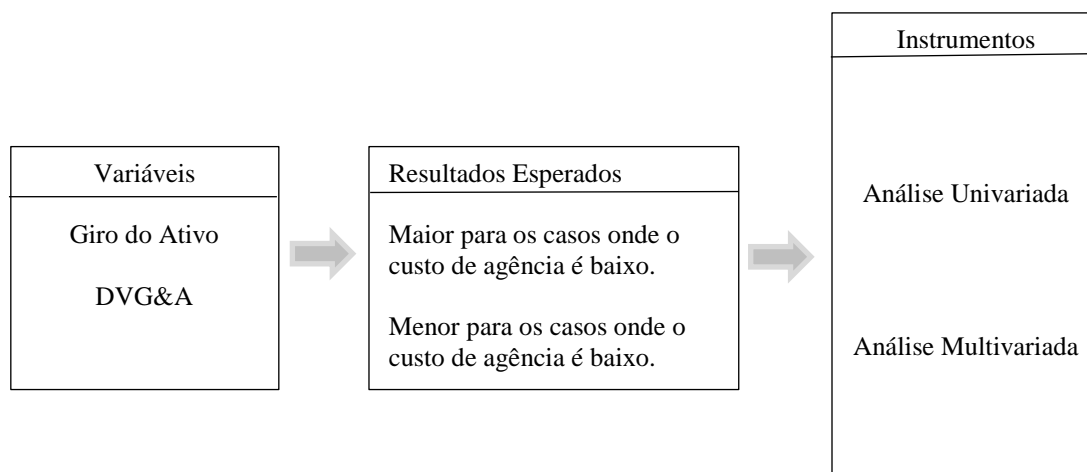 Variáveis
Giro do Ativo
DVG&A
Resultados Esperados
Maior para os casos onde o
custo de agência é baixo.
Menor para os casos onde o
custo de agência é baixo.
Instrumentos
Análise Univariada
Análise Multivariada